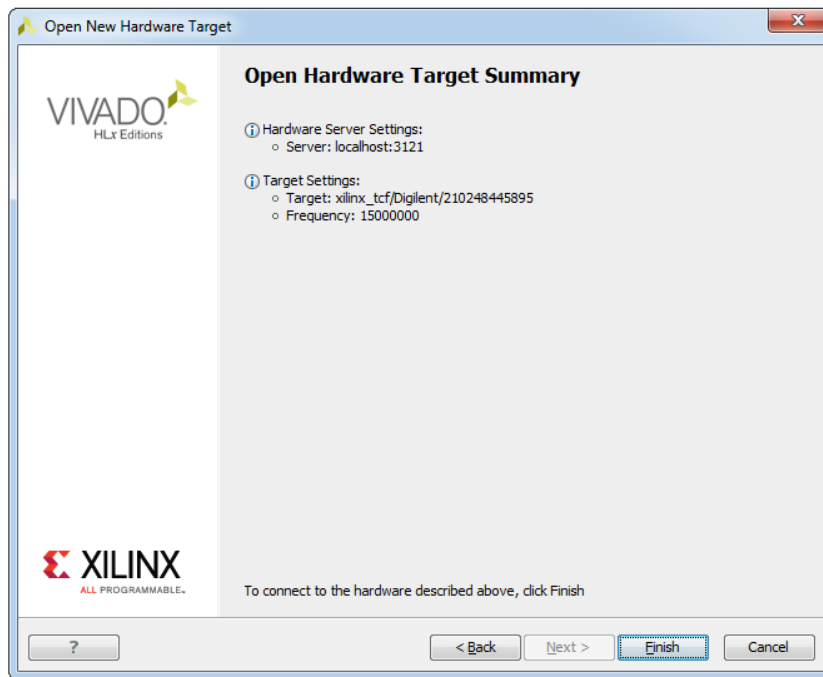 Open New Hardware Target
VIVADO.
HLx Editions
Open Hardware Target Summary
Hardware Server Settings:
Server: localhost:3121
Target Settings:
Target: xilinx_tcf/Digilent/210248445895
Frequency: 15000000
XILINX
ALL PROGRAMMABLE.
To connect to the hardware described above, click Finish
? < Back Next > Finish Cancel